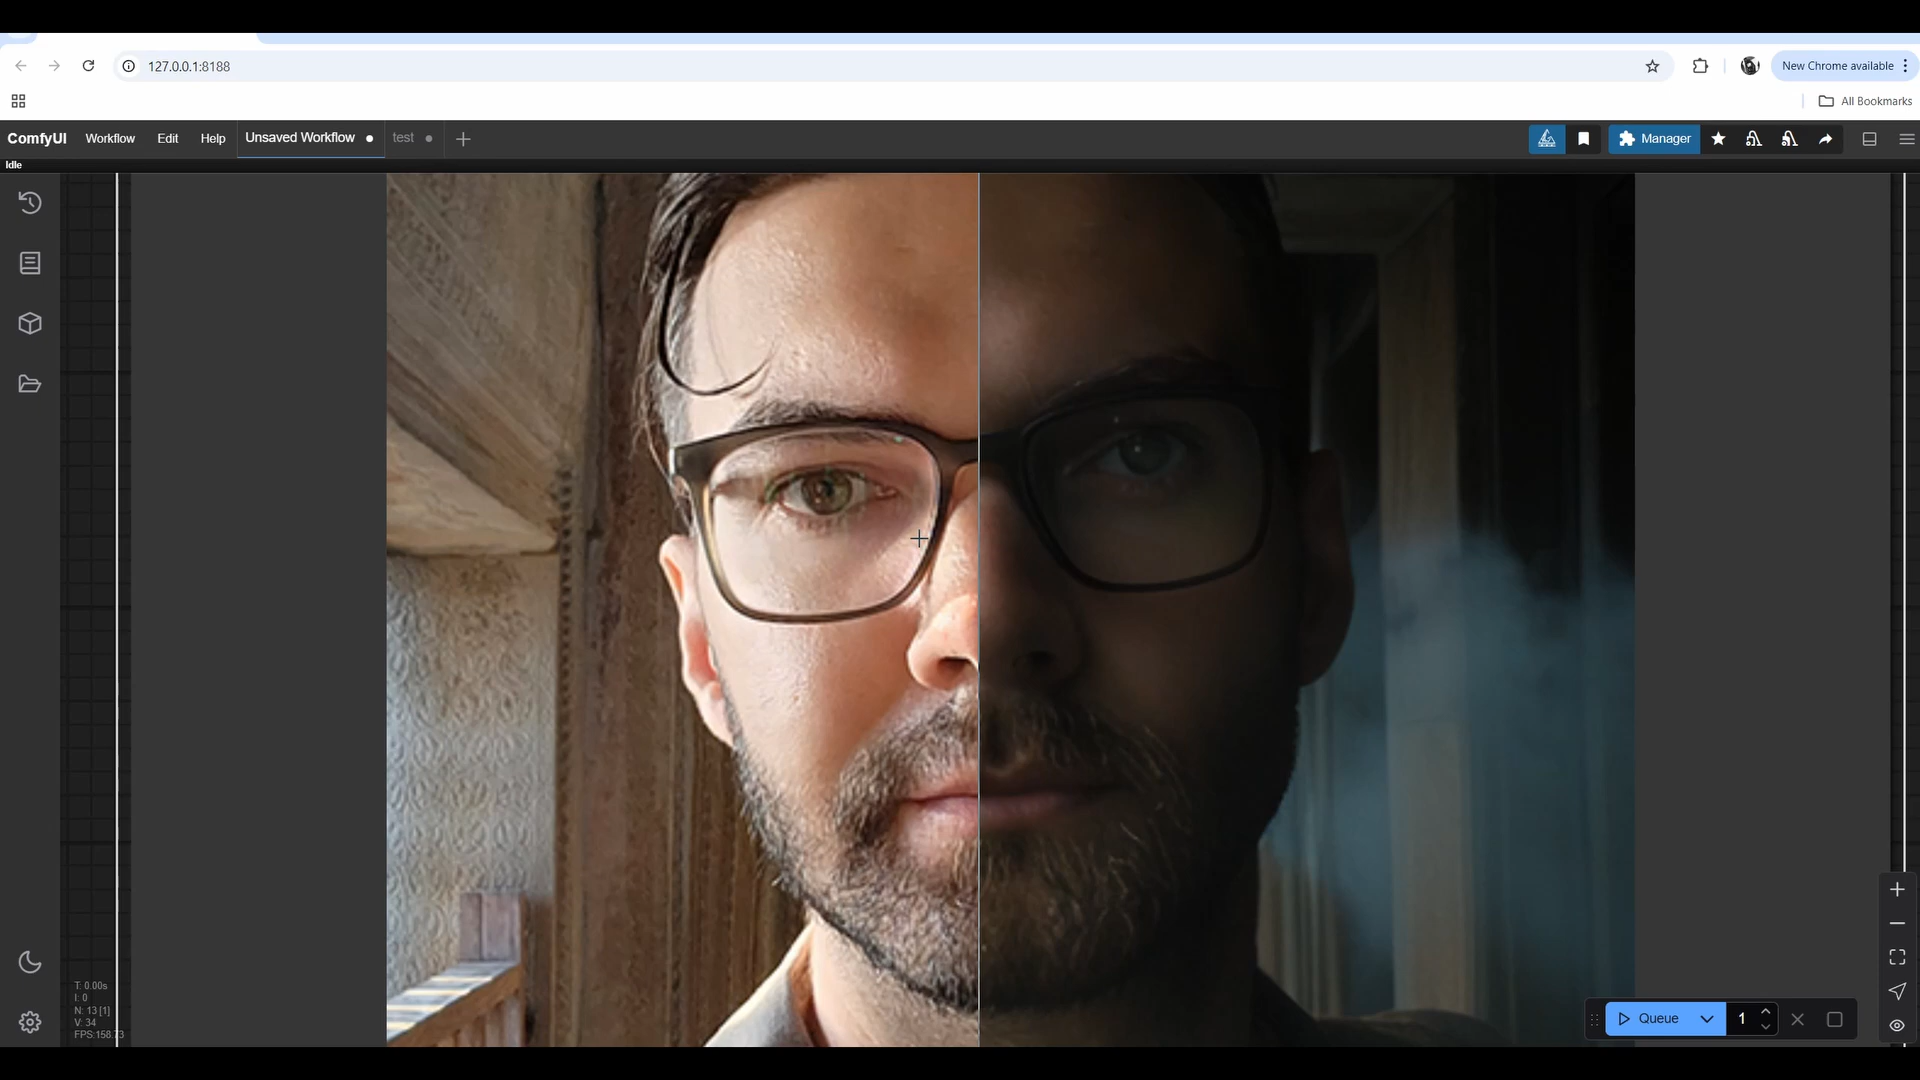 127.0.0.1:8188
New Chrome available
All Bookmarks
ComfyUI Workflow Edit Help Unsaved Workflow test Manager
Idle
T: 0.00s
I: 0
N: 13 [1]
V: 34
Queue 1